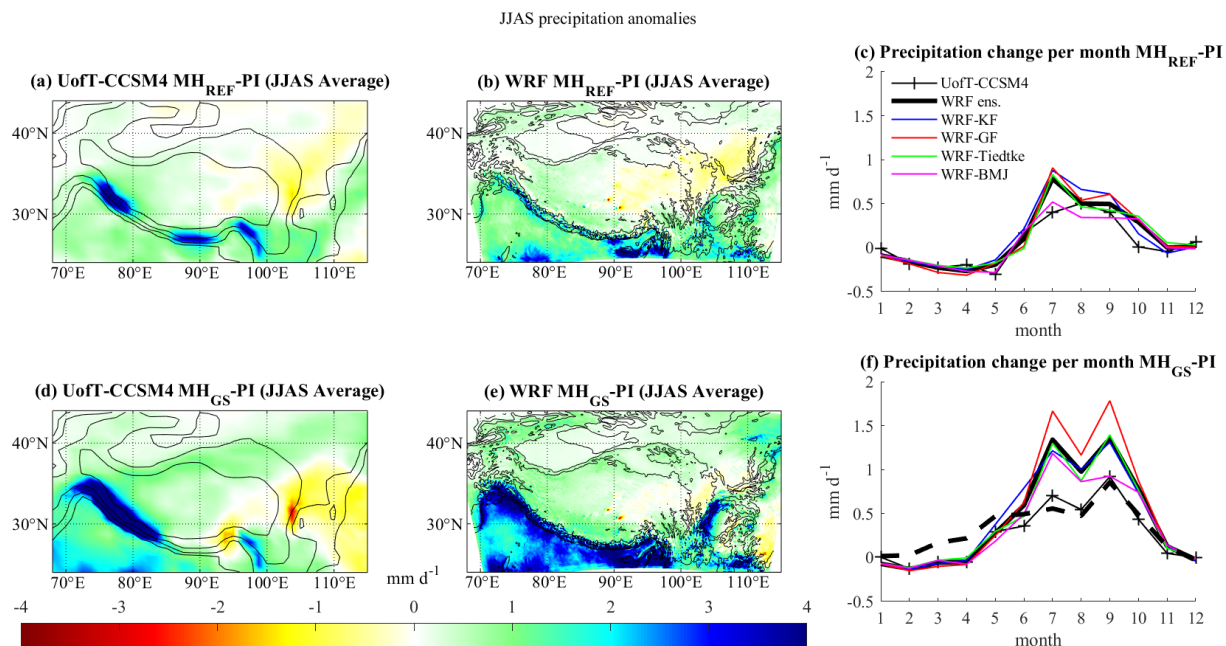 JJAS precipitation anomalies
(a) UofT-CCSM4 MH_REF-PI (JJAS Average)
40°N
30°N
70°E 80°E 90°E 100°E 110°E
(b) WRF MH_REF-PI (JJAS Average)
40°N
30°N
70°E 80°E 90°E 100°E 110°E
(c) Precipitation change per month MH_REF-PI
mm d⁻¹
2
1.5
1
0.5
0
-0.5
UofT-CCSM4
WRF ens.
WRF-KF
WRF-GF
WRF-Tiedtke
WRF-BMJ
1 2 3 4 5 6 7 8 9 10 11 12
month
(d) UofT-CCSM4 MH_GS-PI (JJAS Average)
40°N
30°N
70°E 80°E 90°E 100°E 110°E
(e) WRF MH_GS-PI (JJAS Average)
40°N
30°N
70°E 80°E 90°E 100°E 110°E
mm d⁻¹
-4 -3 -2 -1 0 1 2 3 4
(f) Precipitation change per month MH_GS-PI
mm d⁻¹
2
1.5
1
0.5
0
-0.5
1 2 3 4 5 6 7 8 9 10 11 12
month